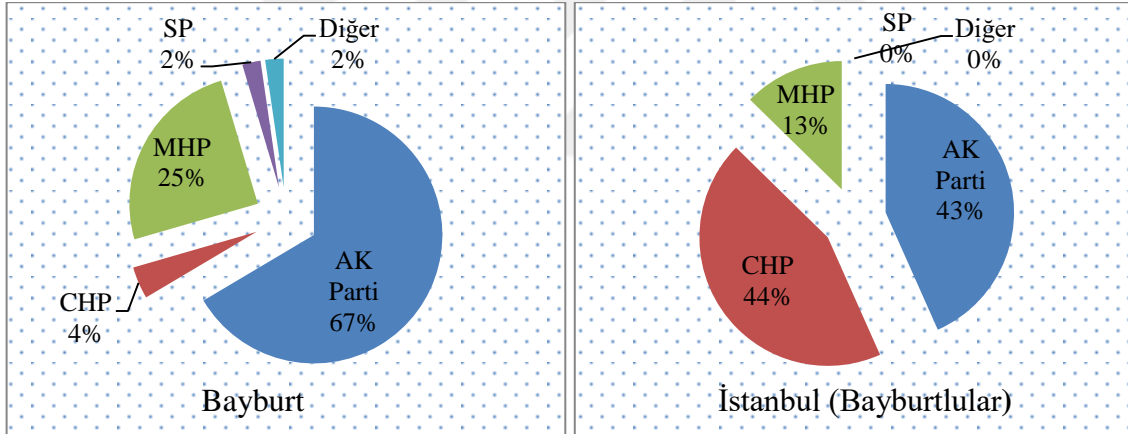 SP
2%
Diğer
2%
MHP
25%
CHP
4%
AK
Parti
67%
Bayburt
SP
0%
Diğer
0%
MHP
13%
AK
Parti
43%
CHP
44%
İstanbul (Bayburtlular)